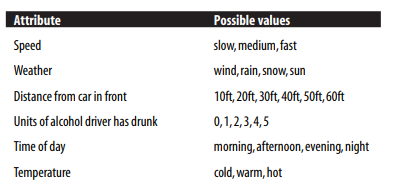 Attribute Possible values
Speed slow, medium, fast
Weather wind, rain, snow, sun
Distance from car in front 10ft, 20ft, 30ft, 40ft, 50ft, 60ft
Units of alcohol driver has drunk 0, 1, 2, 3, 4, 5
Time of day morning, afternoon, evening, night
Temperature cold, warm, hot